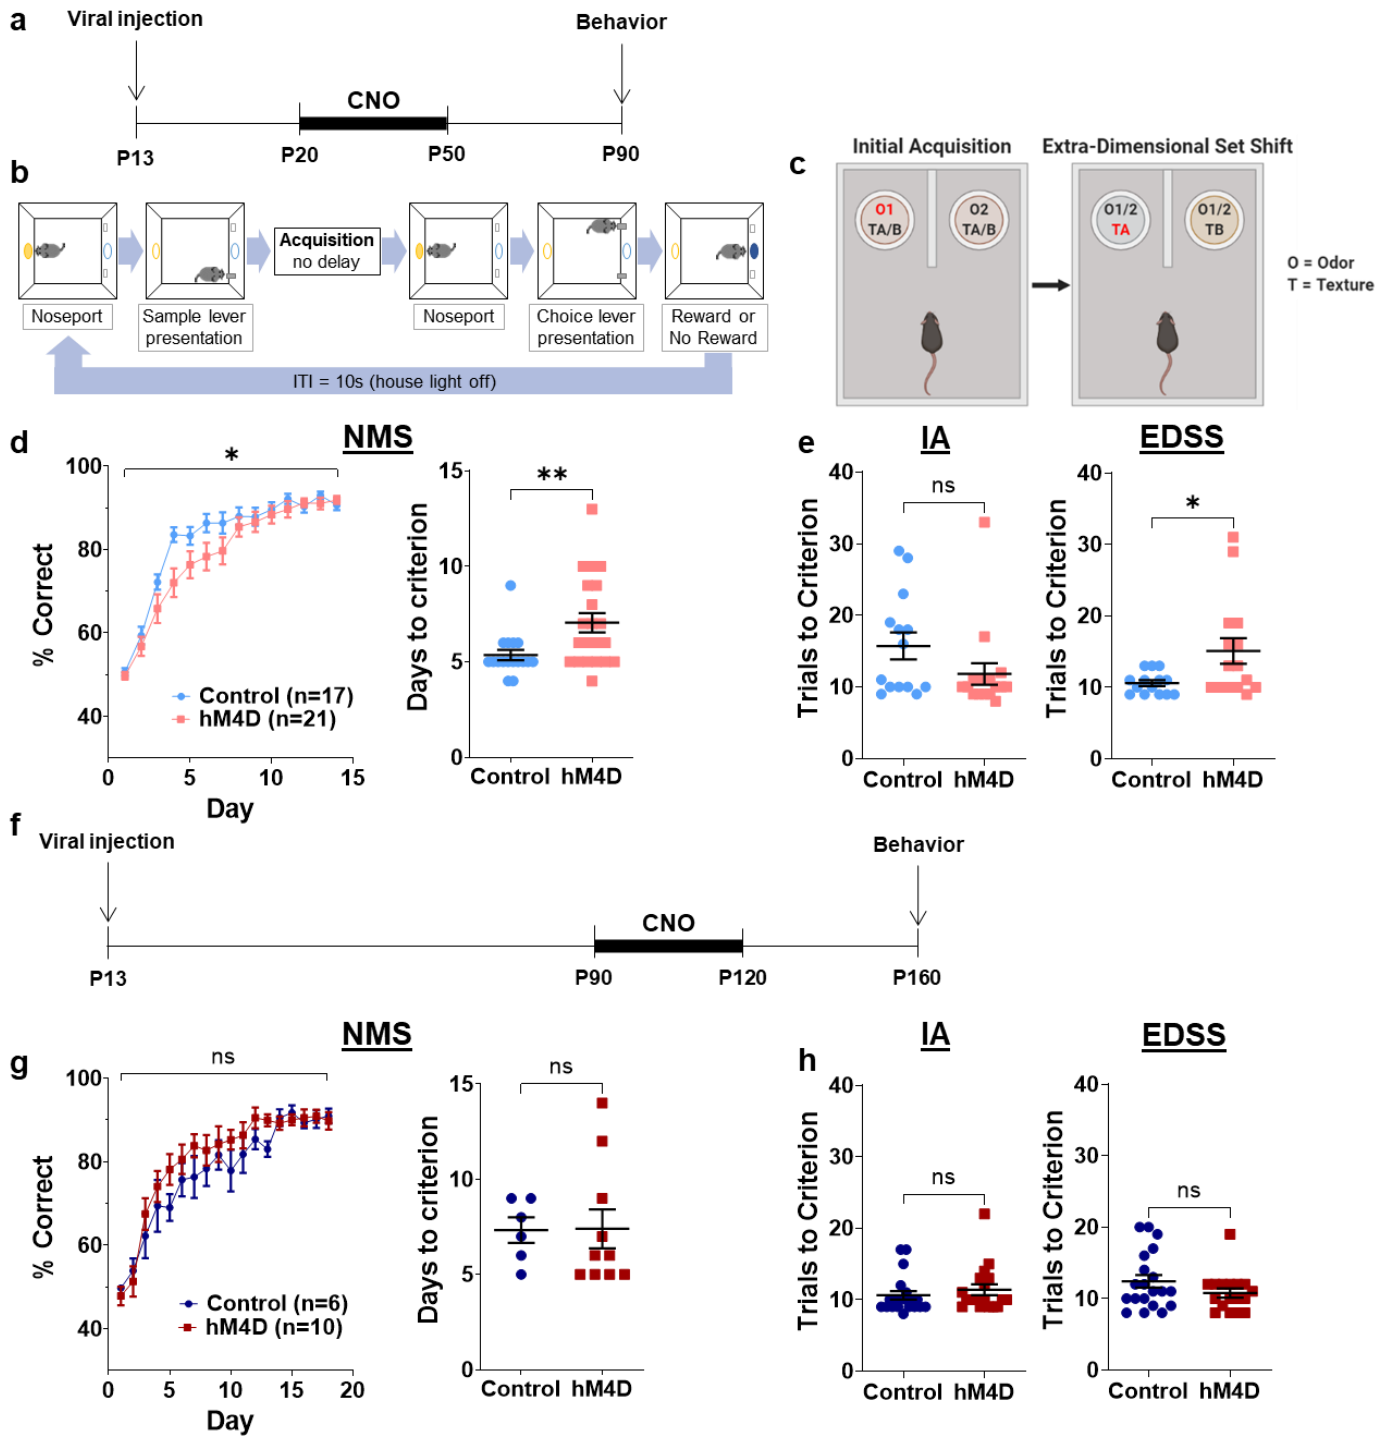 a
Viral injection
Behavior
CNO
P13
P20
P50
P90
b
Acquisition
no delay
Noseport
Sample lever
presentation
Noseport
Choice lever
presentation
Reward or
No Reward
ITI = 10s (house light off)
c
Initial Acquisition
Extra-Dimensional Set Shift
O1
TA/B
O2
TA/B
O1/2
TA
O1/2
TB
O = Odor
T = Texture
d
NMS
*
100
80
60
40
% Correct
Control (n=17)
hM4D (n=21)
0
5
10
15
Day
**
15
10
5
0
Days to criterion
Control
hM4D
e
IA
ns
40
30
20
10
0
Trials to Criterion
Control
hM4D
EDSS
*
40
30
20
10
0
Trials to Criterion
Control
hM4D
f
Viral injection
Behavior
CNO
P13
P90
P120
P160
g
NMS
ns
100
80
60
40
% Correct
Control (n=6)
hM4D (n=10)
0
5
10
15
20
Day
ns
15
10
5
0
Days to criterion
Control
hM4D
h
IA
ns
40
30
20
10
0
Trials to Criterion
Control
hM4D
EDSS
ns
40
30
20
10
0
Trials to Criterion
Control
hM4D